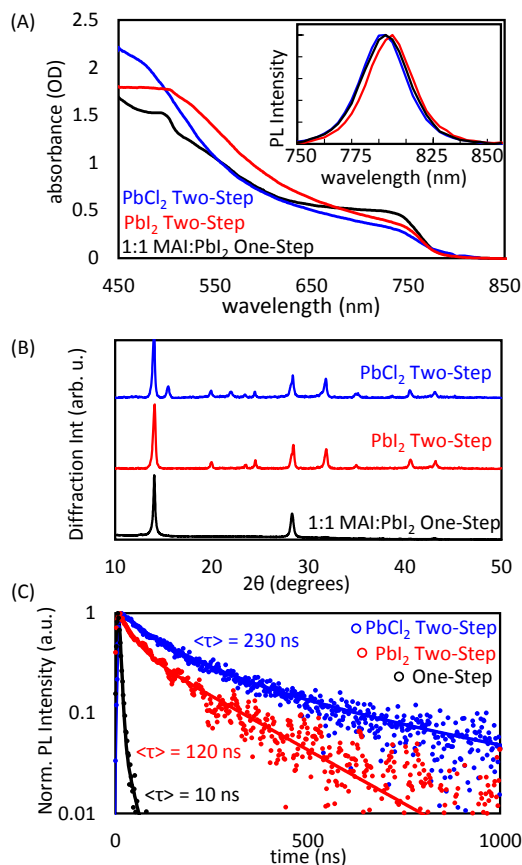 (A)
absorbance (OD)
2.5
2
1.5
1
0.5
0
PbCl₂ Two-Step
PbI₂ Two-Step
1:1 MAI:PbI₂ One-Step
450 550 650 750 850
wavelength (nm)
PL Intensity
750 775 825 850
wavelength (nm)
(B)
Diffraction Int (arb. u.)
PbCl₂ Two-Step
PbI₂ Two-Step
1:1 MAI:PbI₂ One-Step
10 20 30 40 50
2θ (degrees)
(C)
Norm. PL Intensity (a.u.)
1
0.1
0.01
<τ> = 230 ns
<τ> = 120 ns
<τ> = 10 ns
PbCl₂ Two-Step
PbI₂ Two-Step
One-Step
0 500 1000
time (ns)